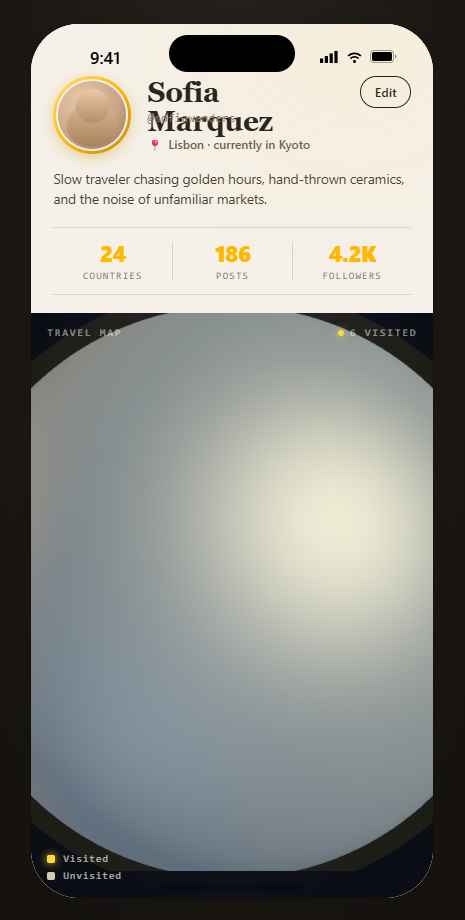 9:41
Sofia
Marquez
Edit
Lisbon · currently in Kyoto
Slow traveler chasing golden hours, hand-thrown ceramics,
and the noise of unfamiliar markets.
24
COUNTRIES
186
POSTS
4.2K
FOLLOWERS
TRAVEL MAP
6 VISITED
Visited
Unvisited